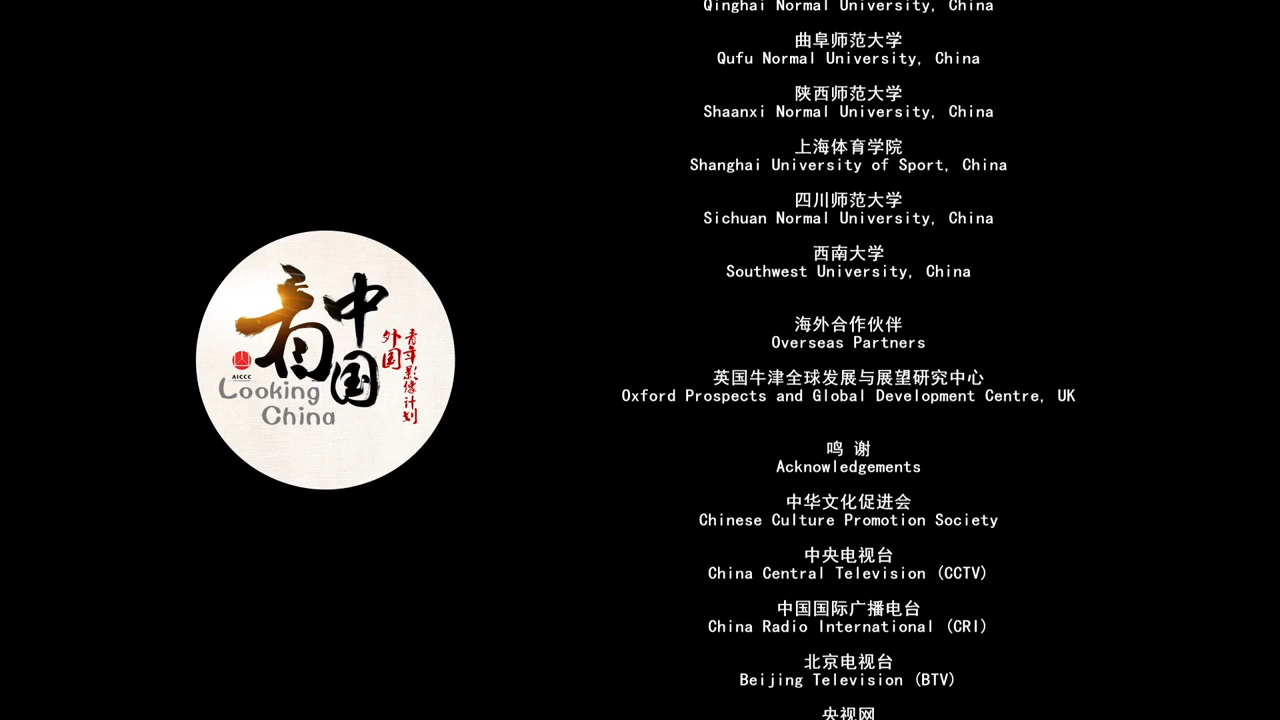 看中国
外国
青年影像计划
AICCC
Looking
China
Qinghai Normal University, China
曲阜师范大学
Qufu Normal University, China
陕西师范大学
Shaanxi Normal University, China
上海体育学院
Shanghai University of Sport, China
四川师范大学
Sichuan Normal University, China
西南大学
Southwest University, China
海外合作伙伴
Overseas Partners
英国牛津全球发展与展望研究中心
Oxford Prospects and Global Development Centre, UK
鸣 谢
Acknowledgements
中华文化促进会
Chinese Culture Promotion Society
中央电视台
China Central Television (CCTV)
中国国际广播电台
China Radio International (CRI)
北京电视台
Beijing Television (BTV)
央视网